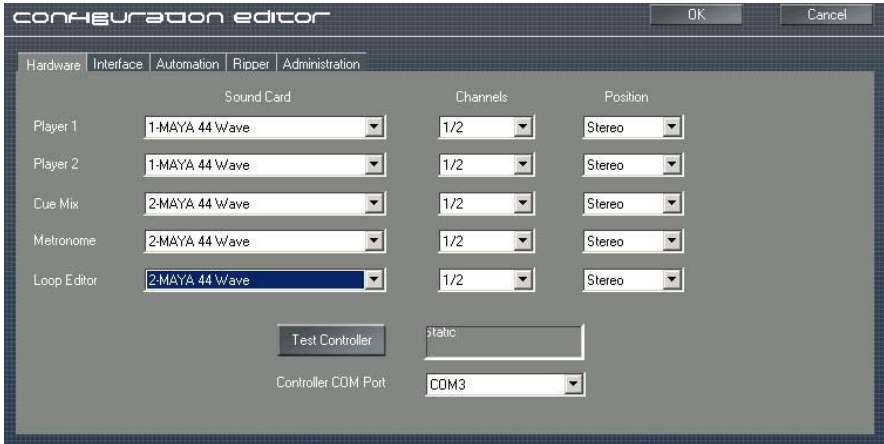 configuration editor OK Cancel
Hardware Interface Automation Ripper Administration
Sound Card Channels Position
Player 1 1-MAYA 44 Wave 1/2 Stereo
Player 2 1-MAYA 44 Wave 1/2 Stereo
Cue Mix 2-MAYA 44 Wave 1/2 Stereo
Metronome 2-MAYA 44 Wave 1/2 Stereo
Loop Editor 2-MAYA 44 Wave 1/2 Stereo
Test Controller Static
Controller COM Port COM3